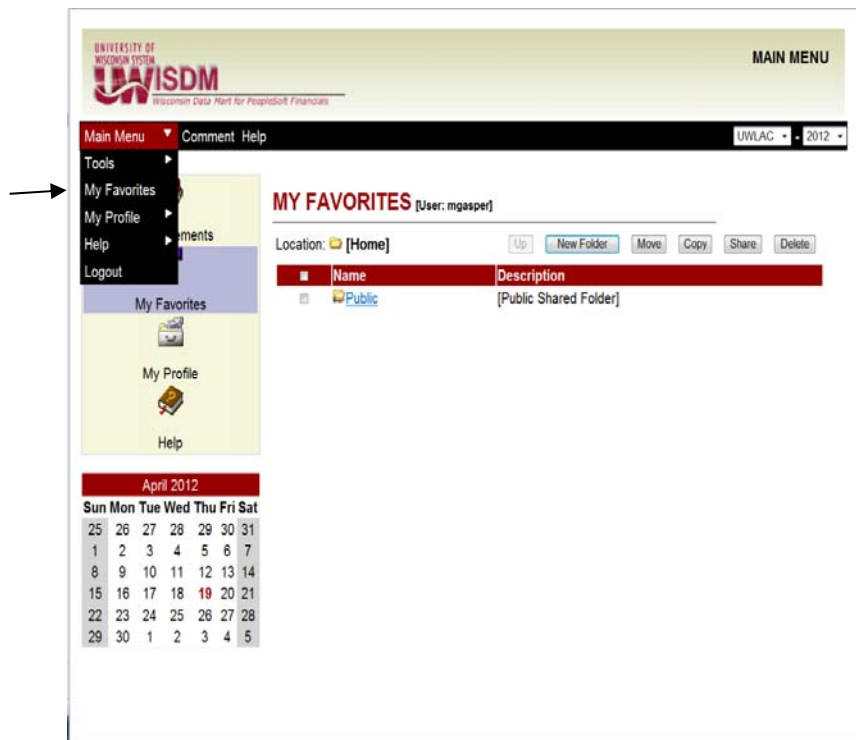 UNIVERSITY OF
WISCONSIN SYSTEM
UWISDM
Wisconsin Data Mart for PeopleSoft Financials
MAIN MENU
Main Menu Comment Help
UWLAC 2012
Tools
My Favorites
My Profile
Help
Logout
ements
My Favorites
My Profile
Help
MY FAVORITES [User: mgasper]
Location: [Home]
Up New Folder Move Copy Share Delete
Name Description
Public [Public Shared Folder]
April 2012
Sun Mon Tue Wed Thu Fri Sat
25 26 27 28 29 30 31
1 2 3 4 5 6 7
8 9 10 11 12 13 14
15 16 17 18 19 20 21
22 23 24 25 26 27 28
29 30 1 2 3 4 5